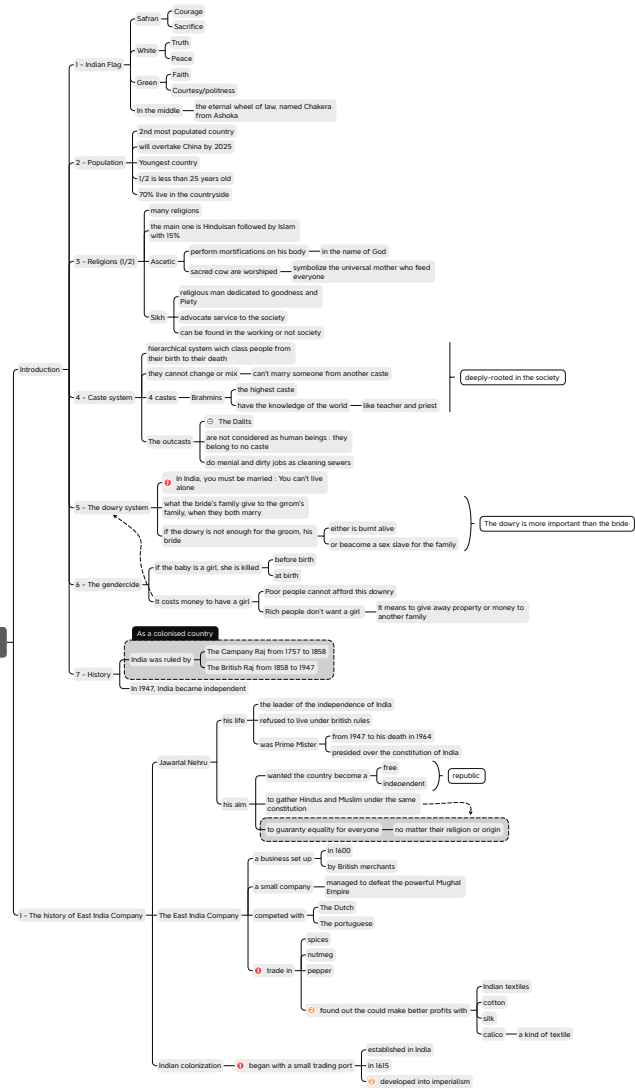 Introduction
1 - Indian Flag
Safran
Courage
Sacrifice
White
Truth
Peace
Green
Faith
Courtesy/politness
In the middle
the eternal wheel of law, named Chakera
from Ashoka
2 - Population
2nd most populated country
will overtake China by 2025
Youngest country
1/2 is less than 25 years old
70% live in the countryside
3 - Religions (1/2)
many religions
the main one is Hinduisan followed by Islam
with 15%
Ascetic
perform mortifications on his body
in the name of God
sacred cow are worshiped
symbolize the universal mother who feed
everyone
Sikh
religious man dedicated to goodness and
Piety
advocate service to the society
can be found in the working or not society
4 - Caste system
hierarchical system wich class people from
their birth to their death
they cannot change or mix
can't marry someone from another caste
4 castes
Brahmins
the highest caste
have the knowledge of the world
like teacher and priest
The outcasts
The Dalits
are not considered as human beings : they
belong to no caste
do menial and dirty jobs as cleaning sewers
deeply-rooted in the society
5 - The dowry system
In India, you must be married : You can't live
alone
what the bride's family give to the grrom's
family, when they both marry
if the dowry is not enough for the groom, his
bride
either is burnt alive
or beacome a sex slave for the family
The dowry is more important than the bride
6 - The gendercide
if the baby is a girl, she is killed
before birth
at birth
It costs money to have a girl
Poor people cannot afford this downry
Rich people don't want a girl
It means to give away property or money to
another family
7 - History
As a colonised country
India was ruled by
The Campany Raj from 1757 to 1858
The British Raj from 1858 to 1947
In 1947, India became independent
I - The history of East India Company
Jawarlal Nehru
his life
the leader of the independence of India
refused to live under british rules
was Prime Mister
from 1947 to his death in 1964
presided over the constitution of India
his aim
wanted the country become a
free
indeoendent
republic
to gather Hindus and Muslim under the same
constitution
to guaranty equality for everyone
no matter their religion or origin
The East India Company
a business set up
in 1600
by British merchants
a small company
managed to defeat the powerful Mughal
Empire
competed with
The Dutch
The portuguese
1
trade in
spices
nutmeg
pepper
2
found out the could make better profits with
Indian textiles
cotton
silk
calico
a kind of textile
Indian colonization
1
began with a small trading port
established in India
in 1615
2
developed into imperialism